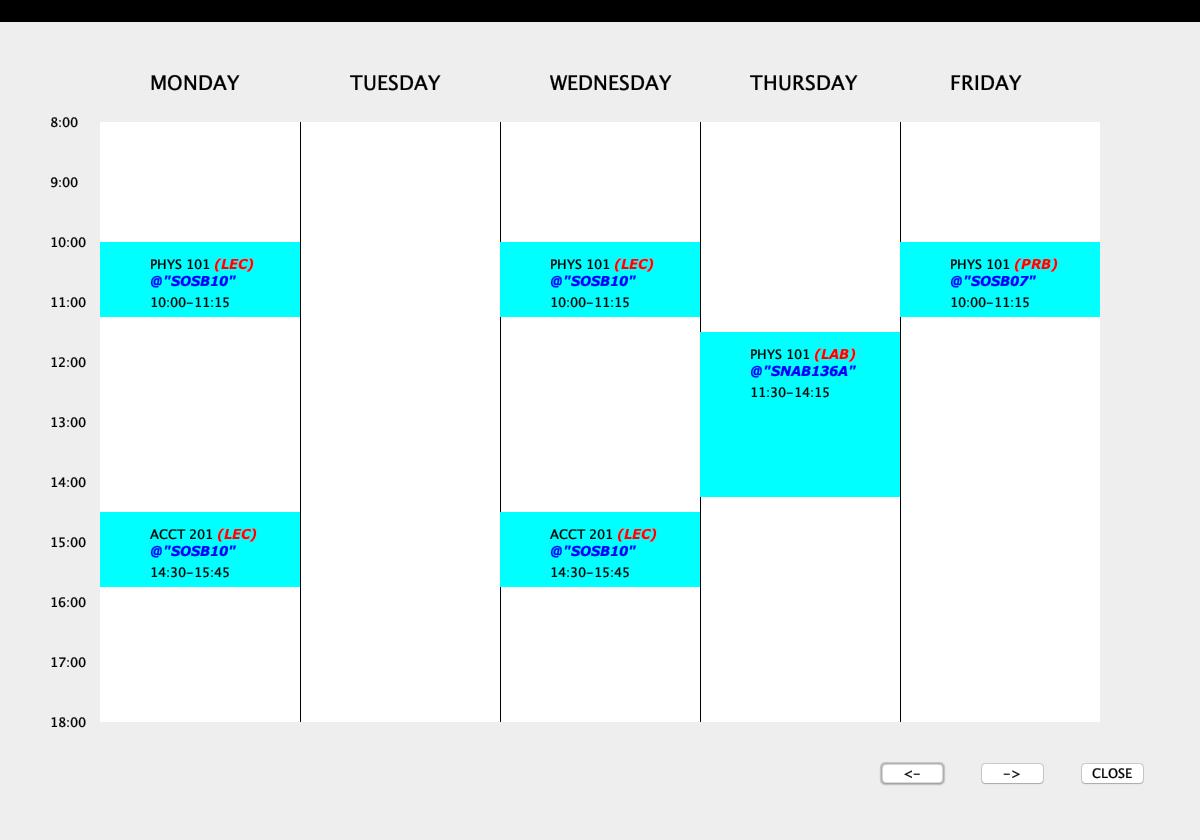 MONDAY TUESDAY WEDNESDAY THURSDAY FRIDAY
8:00
9:00
10:00
PHYS 101 (LEC) PHYS 101 (LEC) PHYS 101 (PRB)
@"SOSB10" @"SOSB10" @"SOSB07"
11:00 10:00-11:15 10:00-11:15 10:00-11:15
12:00 PHYS 101 (LAB)
@"SNAB136A"
11:30-14:15
13:00
14:00
15:00 ACCT 201 (LEC) ACCT 201 (LEC)
@"SOSB10" @"SOSB10"
14:30-15:45 14:30-15:45
16:00
17:00
18:00
<- -> CLOSE